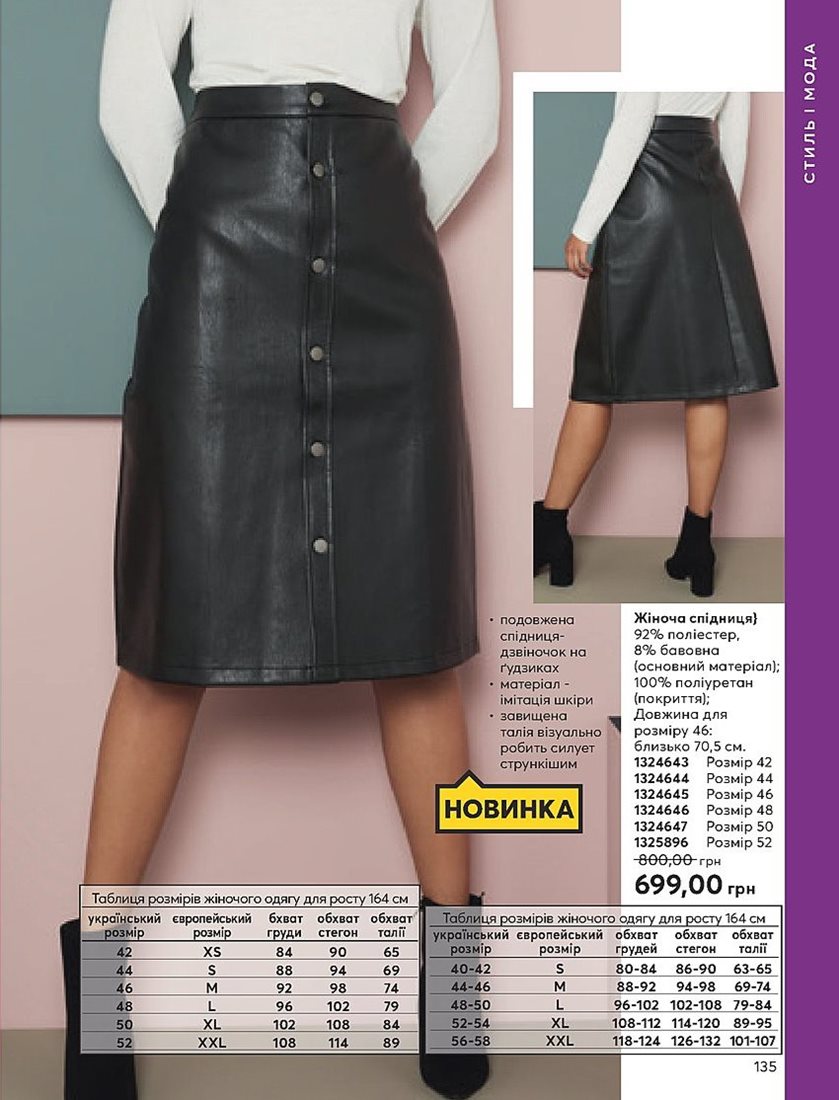 СТИЛЬ І МОДА
• подовжена
спідниця-
дзвіночок на
ґудзиках
• матеріал -
імітація шкіри
• завищена
талія візуально
робить силует
стрункішим
НОВИНКА
Жіноча спідниця}
92% поліестер,
8% бавовна
(основний матеріал);
100% поліуретан
(покриття);
Довжина для
розміру 46:
близько 70,5 см.
1324643 Розмір 42
1324644 Розмір 44
1324645 Розмір 46
1324646 Розмір 48
1324647 Розмір 50
1325896 Розмір 52
800,00 грн
699,00 грн
Таблиця розмірів жіночого одягу для росту 164 см
український європейський бхват обхват обхват
розмір розмір груди стегон талії
42 XS 84 90 65
44 S 88 94 69
46 M 92 98 74
48 L 96 102 79
50 XL 102 108 84
52 XXL 108 114 89
Таблиця розмірів жіночого одягу для росту 164 см
український європейський обхват обхват обхват
розмір розмір грудей стегон талії
40-42 S 80-84 86-90 63-65
44-46 M 88-92 94-98 69-74
48-50 L 96-102 102-108 79-84
52-54 XL 108-112 114-120 89-95
56-58 XXL 118-124 126-132 101-107
135